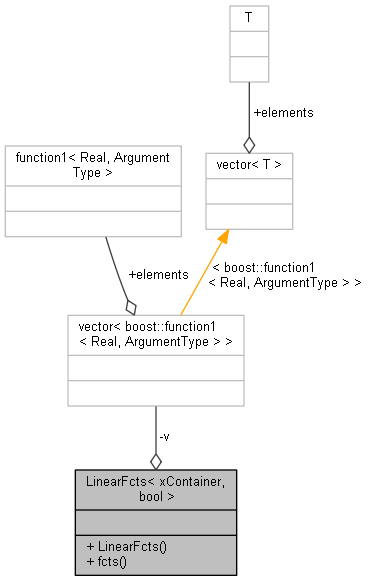 T
+elements
function1< Real, Argument
Type >
vector< T >
+elements
< boost::function1
< Real, ArgumentType > >
vector< boost::function1
< Real, ArgumentType > >
-v
LinearFcts< xContainer,
bool >
+ LinearFcts()
+ fcts()